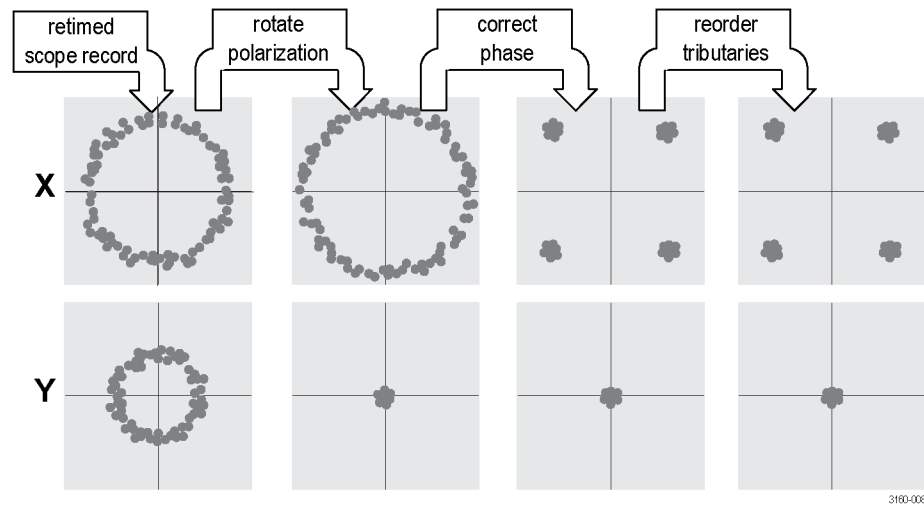 retimed
scope record
rotate
polarization
correct
phase
reorder
tributaries
X
Y
3160-008